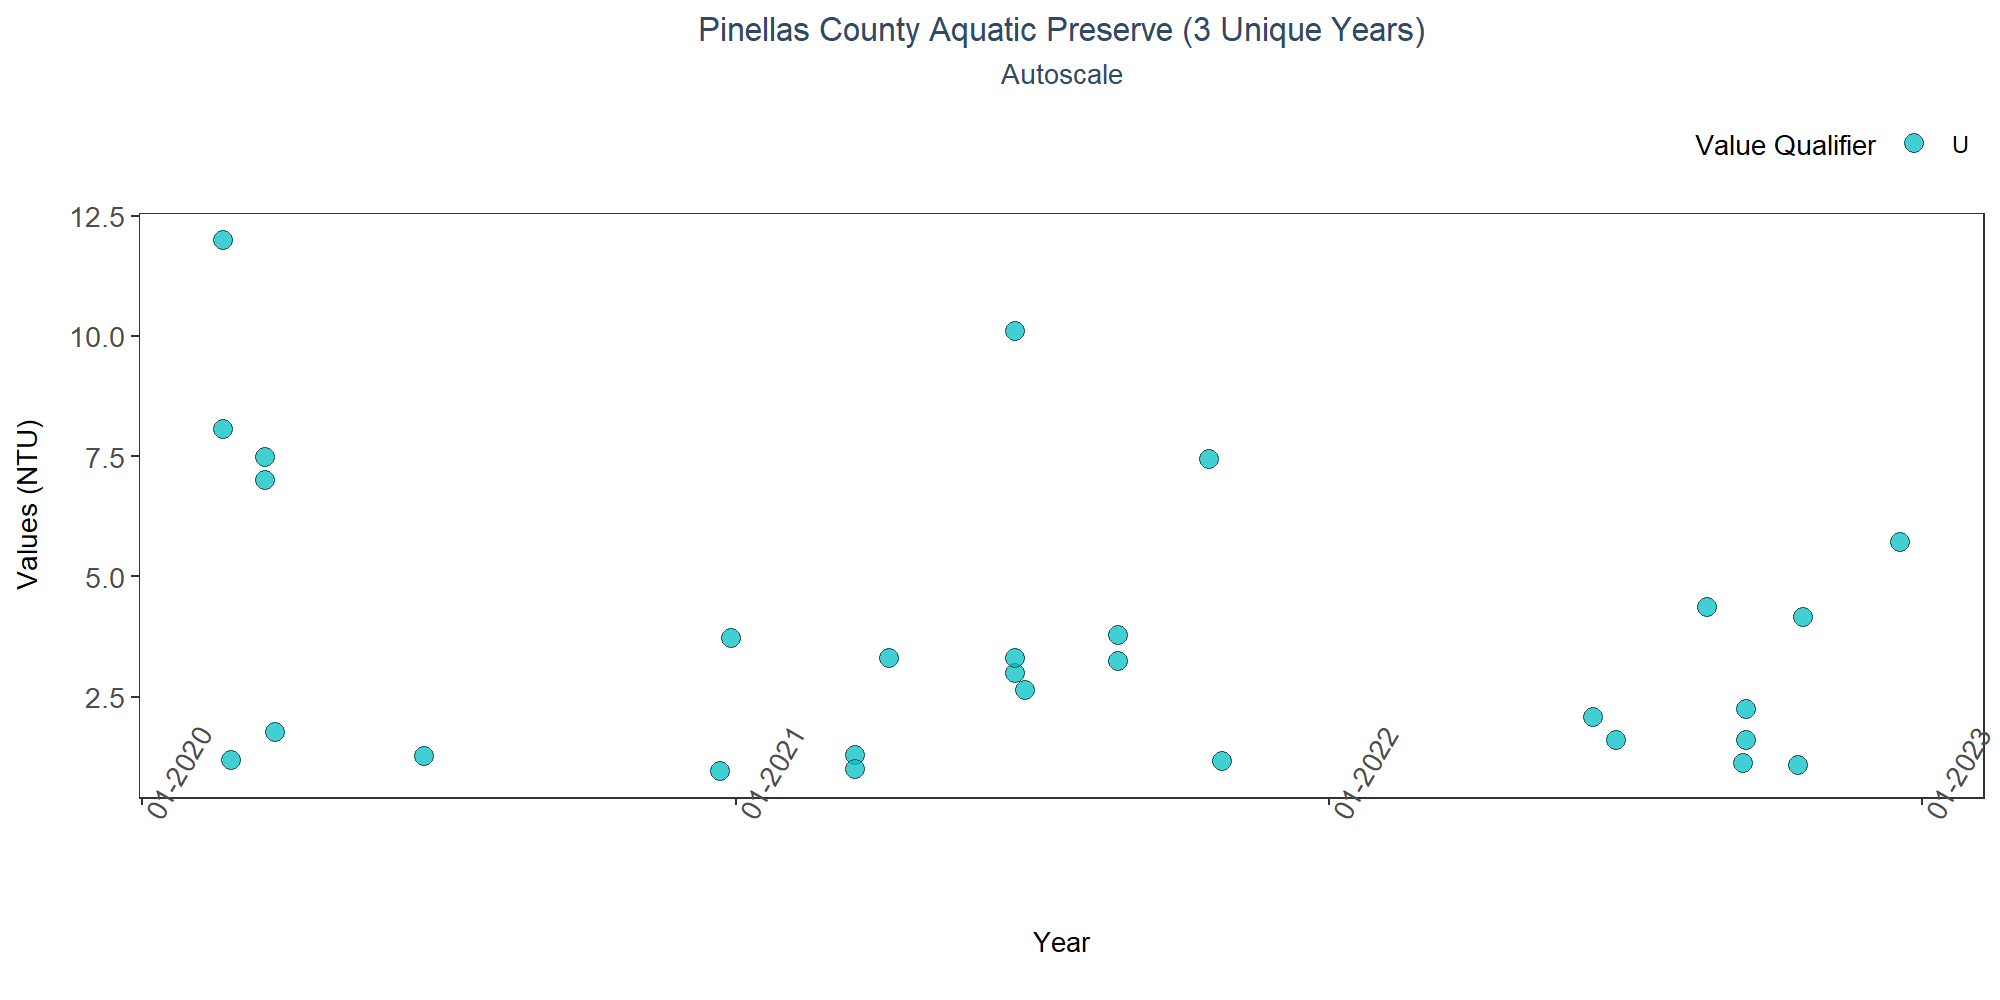 Pinellas County Aquatic Preserve (3 Unique Years)
Autoscale
Value Qualifier U
12.5
10.0
7.5
5.0
2.5
Values (NTU)
01-2020
01-2021
01-2022
01-2023
Year